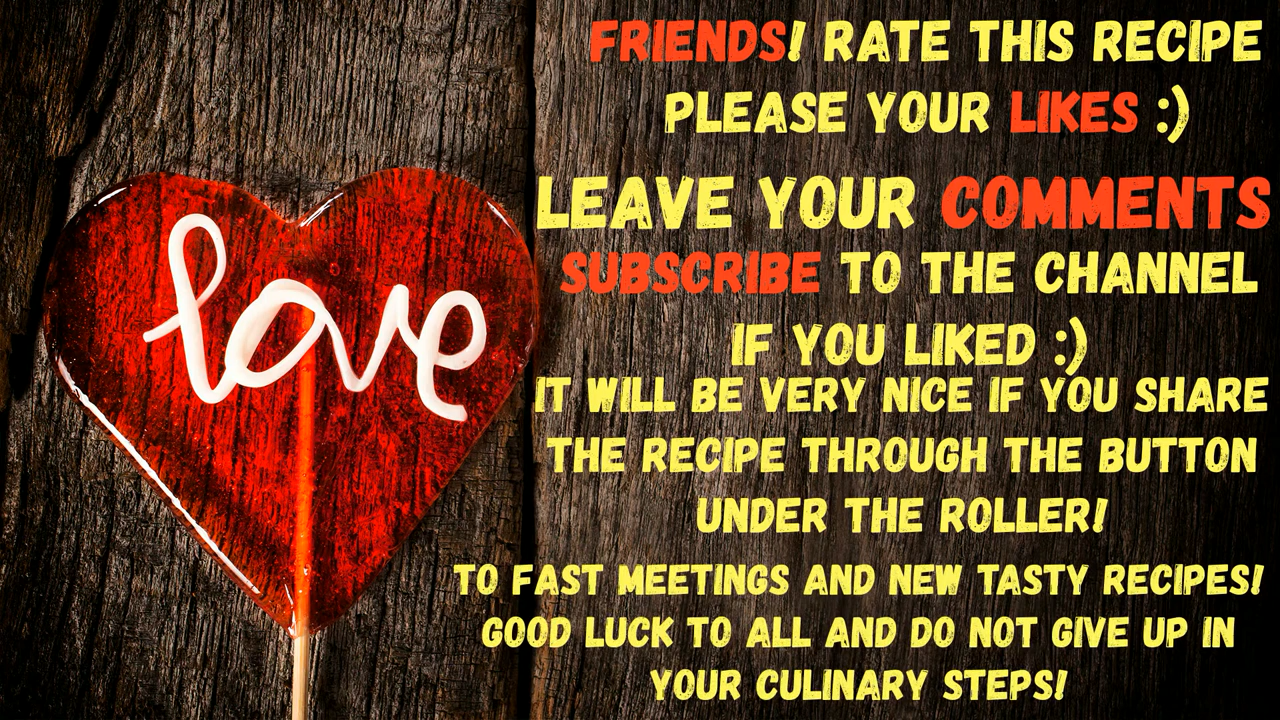 love
FRIENDS! RATE THIS RECIPE
PLEASE YOUR LIKES :)
LEAVE YOUR COMMENTS
SUBSCRIBE TO THE CHANNEL
IF YOU LIKED :)
IT WILL BE VERY NICE IF YOU SHARE
THE RECIPE THROUGH THE BUTTON
UNDER THE ROLLER!
TO FAST MEETINGS AND NEW TASTY RECIPES!
GOOD LUCK TO ALL AND DO NOT GIVE UP IN
YOUR CULINARY STEPS!